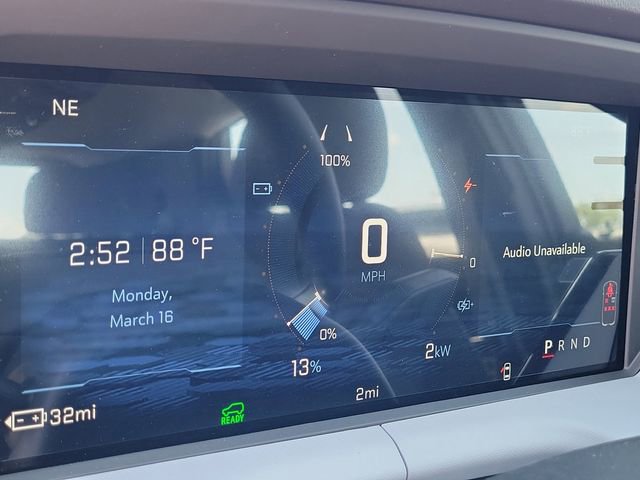 NE
100%
2:52 88 °F
0
MPH
0
Audio Unavailable
Monday,
March 16
0%
13%
2kW
P R N D
2mi
32mi
READY